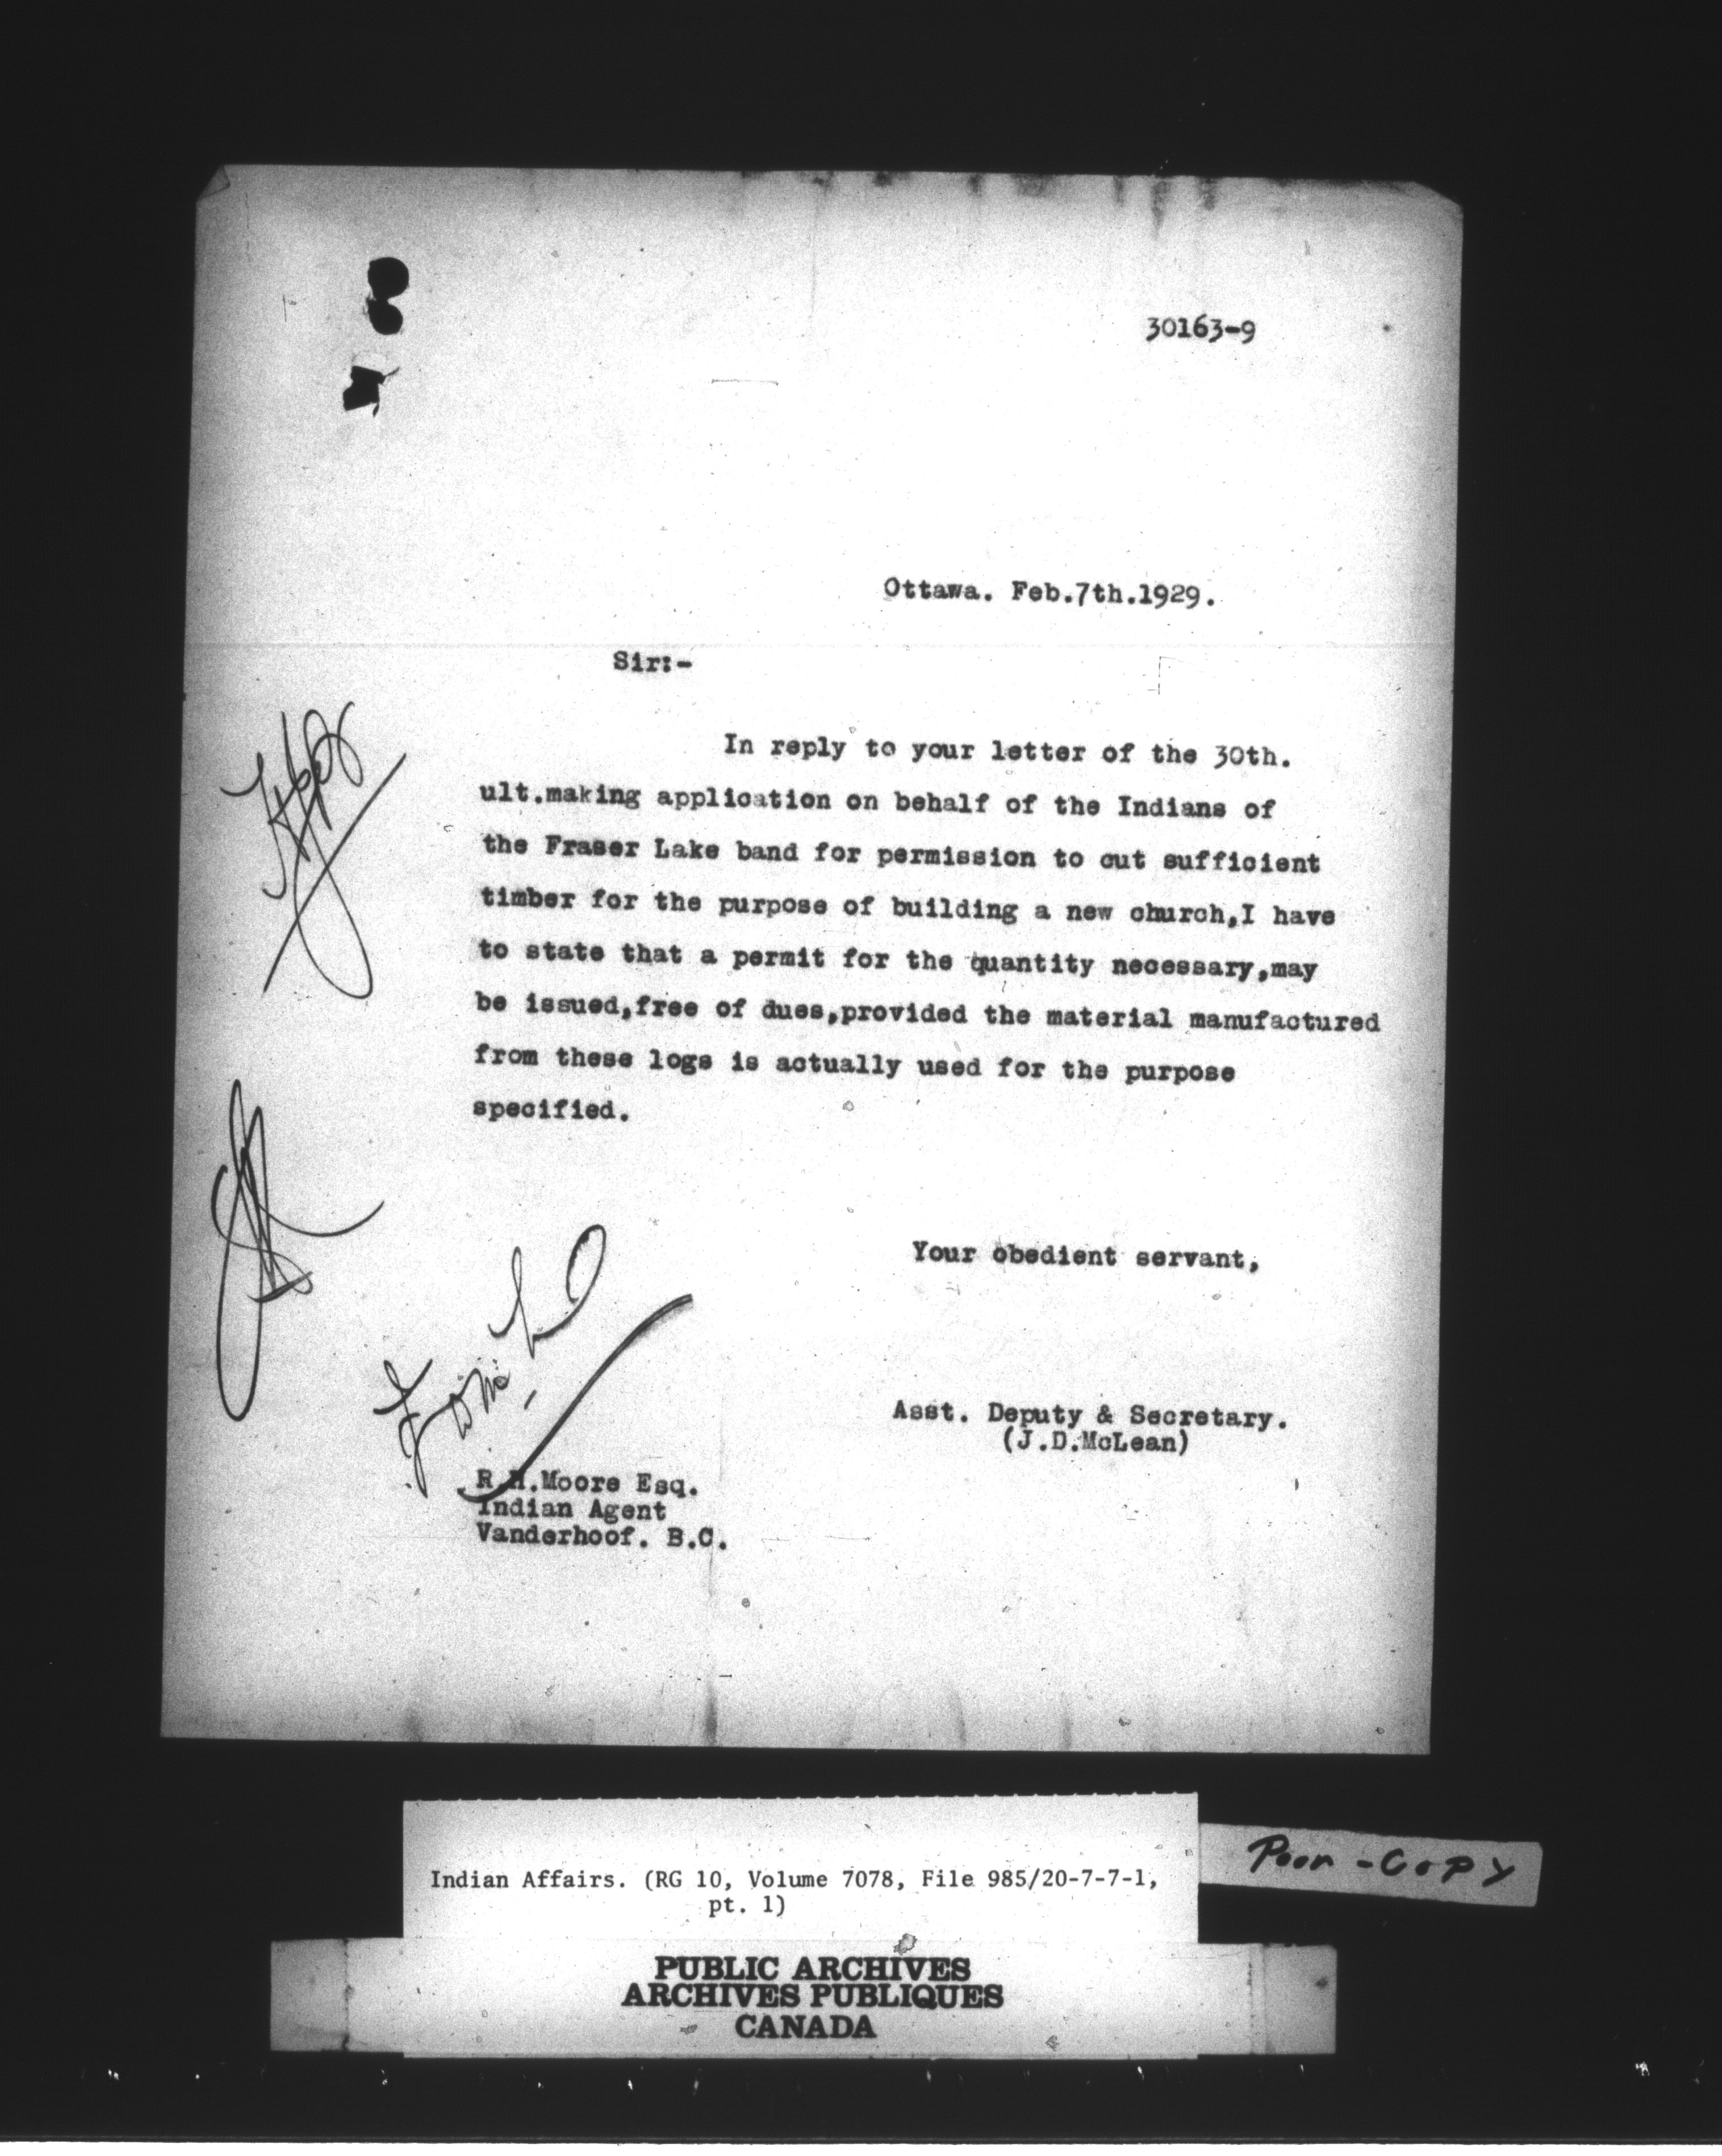 30163-9
Ottawa. Feb.7th.1929.
Sir:-
In reply to your letter of the 30th.
ult.making application on behalf of the Indians of
the Fraser Lake band for permission to cut sufficient
timber for the purpose of building a new church,I have
to state that a permit for the quantity necessary,may
be issued,free of dues,provided the material manufactured
from these logs is actually used for the purpose
specified.
Your obedient servant,
Asst. Deputy & Secretary.
(J.D.McLean)
R.H.Moore Esq.
Indian Agent
Vanderhoof. B.C.
Indian Affairs. (RG 10, Volume 7078, File 985/20-7-7-1,
pt. 1)
Poor -COPY
PUBLIC ARCHIVES
ARCHIVES PUBLIQUES
CANADA